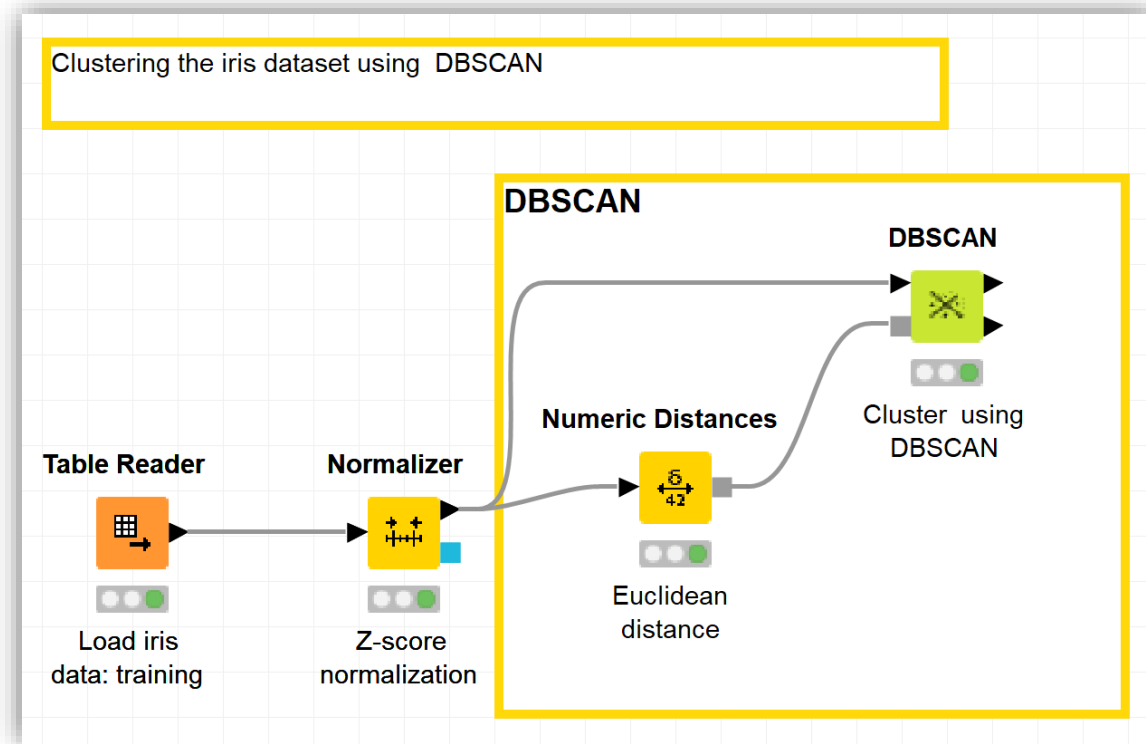 Clustering the iris dataset using  DBSCAN
DBSCAN
DBSCAN
Cluster  using
DBSCAN
Numeric Distances
δ
42
Euclidean
distance
Table Reader
Load iris
data: training
Normalizer
Z-score
normalization